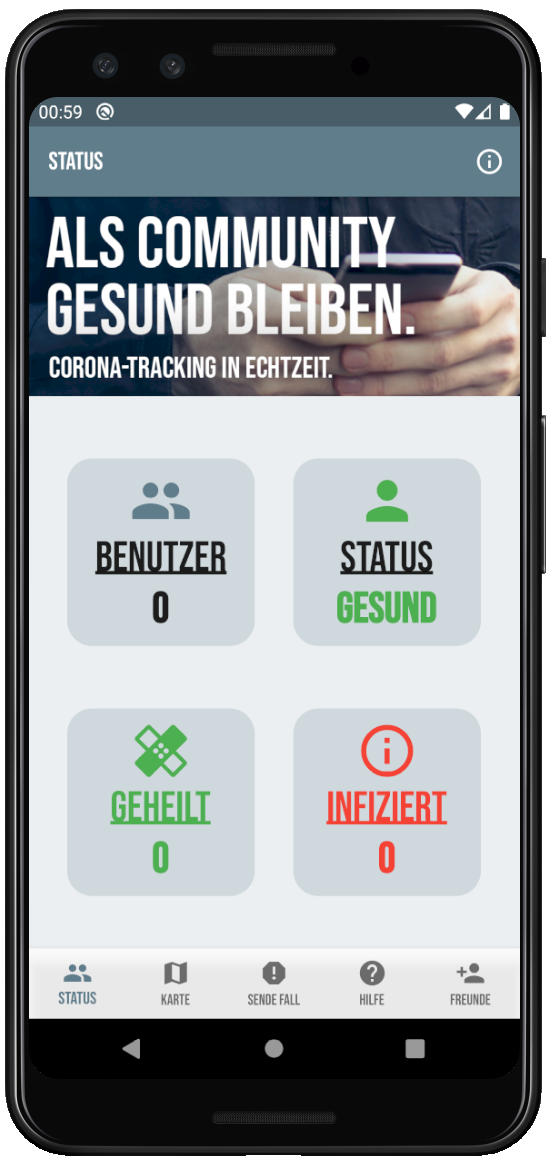 00:59
STATUS
ALS COMMUNITY
GESUND BLEIBEN.
CORONA-TRACKING IN ECHTZEIT.
BENUTZER
0
STATUS
GESUND
GEHEILT
0
INFIZIERT
0
STATUS
KARTE
SENDE FALL
HILFE
FREUNDE